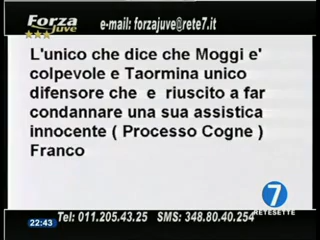 Forza
juve
e-mail: forzajuve@rete7.it
L'unico che dice che Moggi e'
colpevole e Taormina unico
difensore che e riuscito a far
condannare una sua assistica
innocente ( Processo Cogne )
Franco
7
RETESETTE
22:43
Tel: 011.205.43.25 SMS: 348.80.40.254